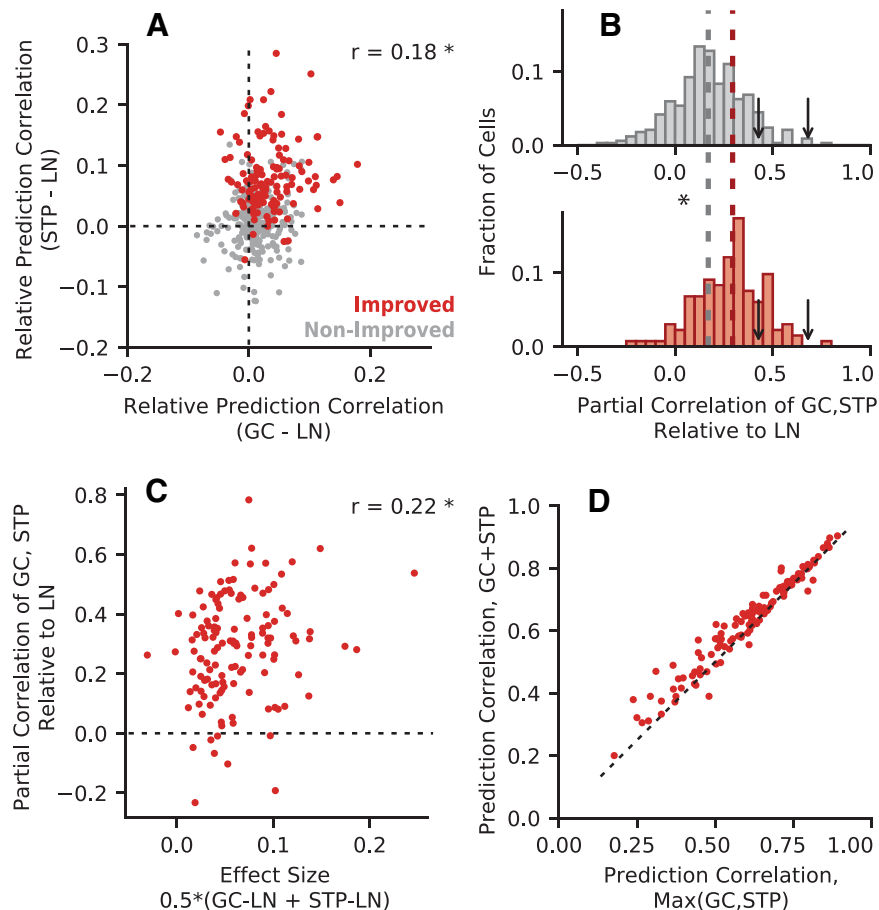 A
r = 0.18 *
Relative Prediction Correlation
(STP - LN)
0.3
0.2
0.1
0.0
−0.1
−0.2
Improved
Non-Improved
−0.2
0.0
0.2
Relative Prediction Correlation
(GC - LN)
B
Fraction of Cells
0.1
0.0
−0.5
0.0
0.5
1.0
*
0.1
0.0
−0.5
0.0
0.5
1.0
Partial Correlation of GC,STP
Relative to LN
C
r = 0.22 *
Partial Correlation of GC, STP
Relative to LN
0.8
0.6
0.4
0.2
0.0
−0.2
0.0
0.1
0.2
Effect Size
0.5*(GC-LN + STP-LN)
D
Prediction Correlation, GC+STP
1.0
0.8
0.6
0.4
0.2
0.0
0.00
0.25
0.50
0.75
1.00
Prediction Correlation,
Max(GC,STP)